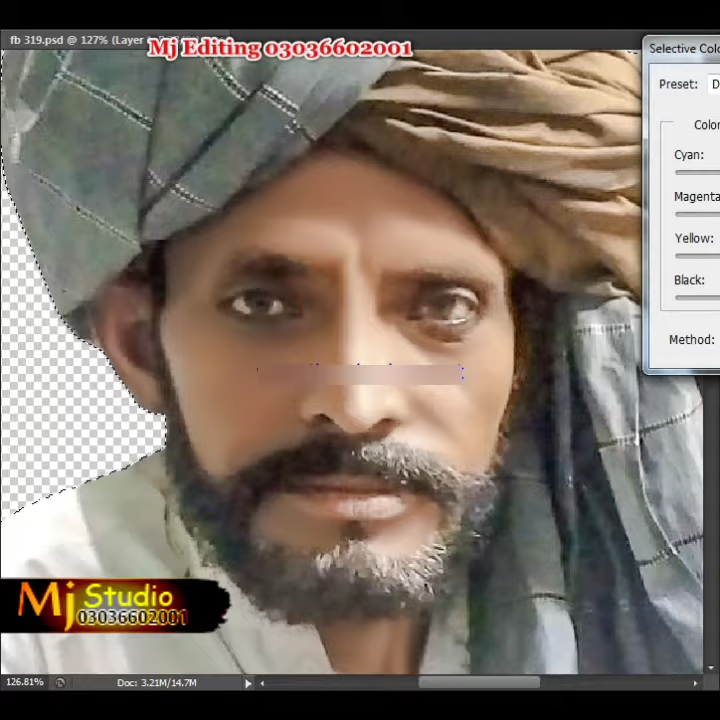 fb 319.psd @ 127% (Layer
Mj Editing 03036602001
Selective Colo
Preset: D
Color
Cyan:
Magenta
Yellow:
Black:
Method:
Mj Studio
03036602001
126.81%
Doc: 3.21M/14.7M